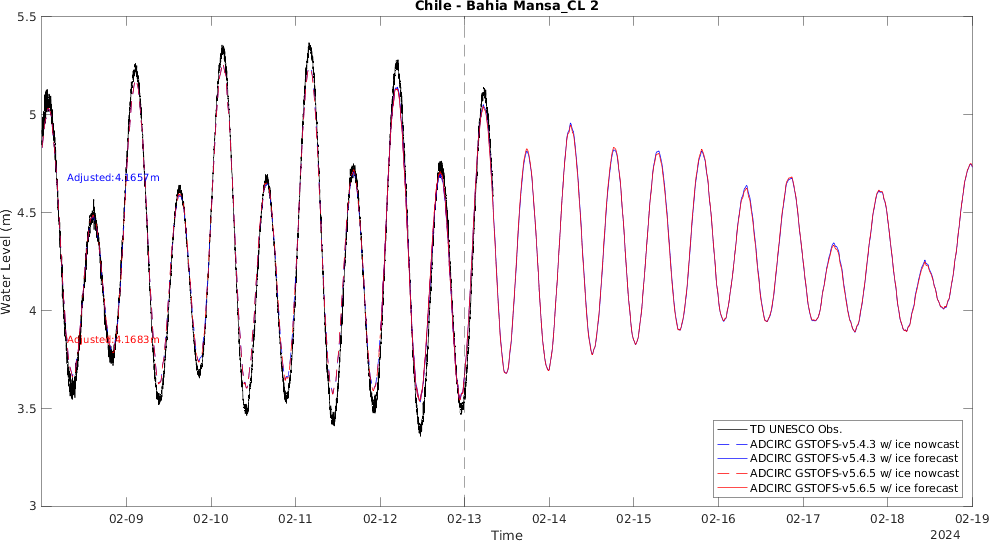 Chile - Bahia Mansa_CL 2
5.5
5
4.5
4
3.5
3
Water Level (m)
Adjusted:4.1657m
Adjusted:4.1683m
TD UNESCO Obs.
ADCIRC GSTOFS-v5.4.3 w/ ice nowcast
ADCIRC GSTOFS-v5.4.3 w/ ice forecast
ADCIRC GSTOFS-v5.6.5 w/ ice nowcast
ADCIRC GSTOFS-v5.6.5 w/ ice forecast
02-09 02-10 02-11 02-12 02-13 02-14 02-15 02-16 02-17 02-18 02-19
Time
2024